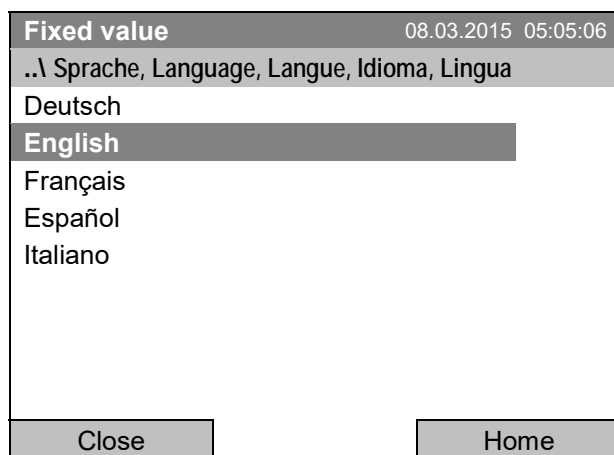 Fixed value 08.03.2015 05:05:06
..\ Sprache, Language, Langue, Idioma, Lingua
Deutsch
English
Français
Español
Italiano
Close Home